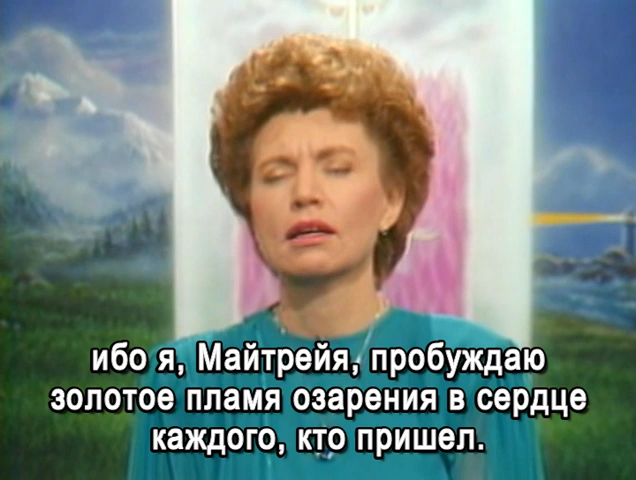 ибо я, Майтрейя, пробуждаю
золотое пламя озарения в сердце
каждого, кто пришел.